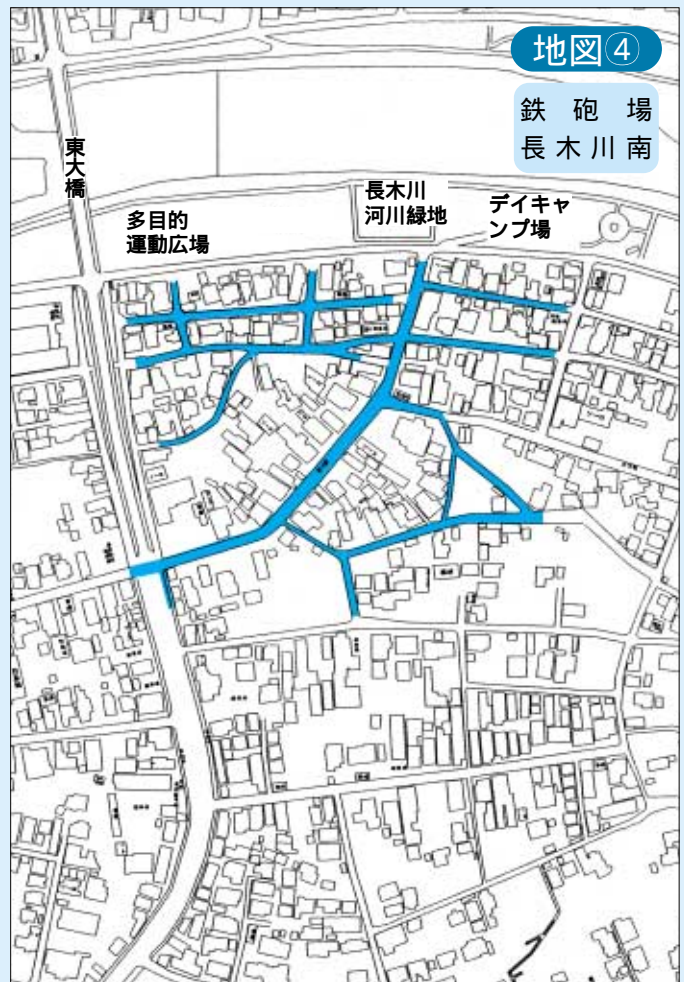 地図④
鉄砲場
長木川南
東大橋
多目的
運動広場
長木川
河川緑地
デイキャ
ンプ場